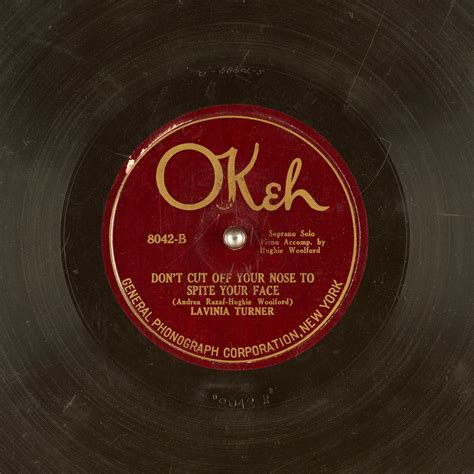 OKeh
8042-B
Soprano Solo
Piano Accomp. by
Hughie Woolford
DON'T CUT OFF YOUR NOSE TO
SPITE YOUR FACE
(Andrea Razaf-Hughie Woolford)
LAVINIA TURNER
GENERAL PHONOGRAPH CORPORATION, NEW YORK
8042 B